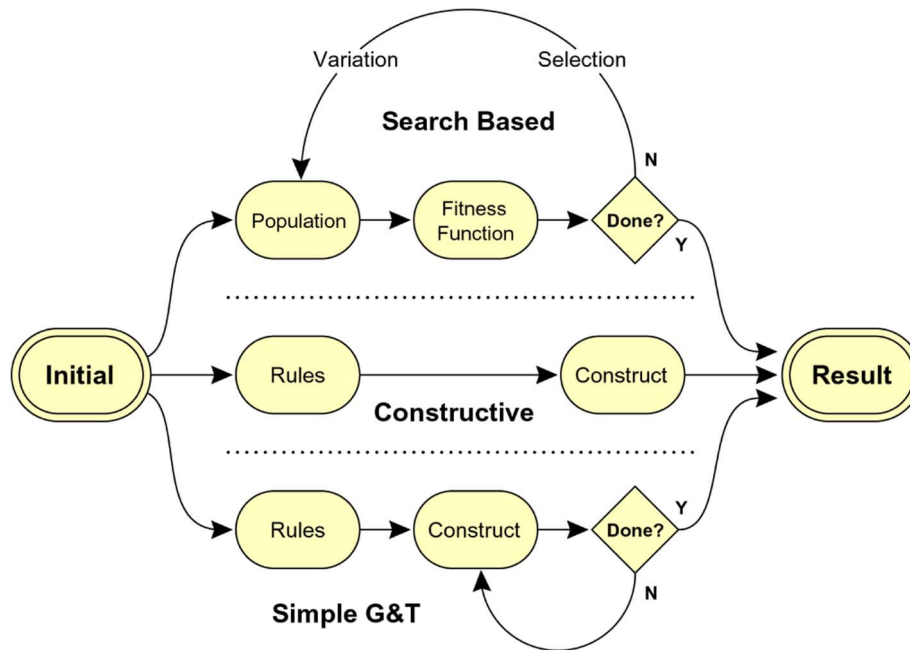 Variation
Selection
Search Based
N
Population
Fitness
Function
Done?
Y
Initial
Rules
Construct
Result
Constructive
Rules
Construct
Done?
Y
N
Simple G&T